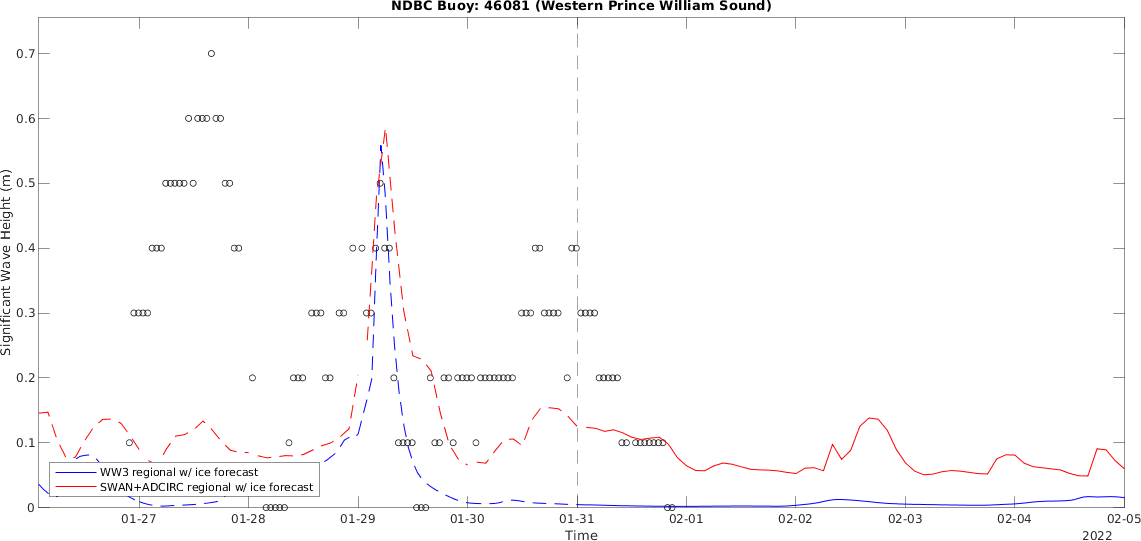 NDBC Buoy: 46081 (Western Prince William Sound)
Significant Wave Height (m)
0.7
0.6
0.5
0.4
0.3
0.2
0.1
0
WW3 regional w/ ice forecast
SWAN+ADCIRC regional w/ ice forecast
01-27 01-28 01-29 01-30 01-31 02-01 02-02 02-03 02-04 02-05
Time
2022